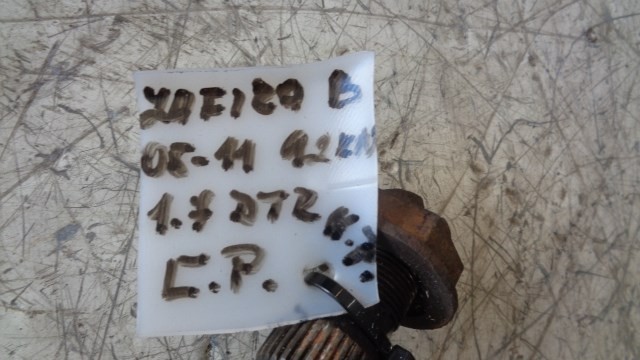 ZAFIRA B
08-11 92KW
1.7 DTR
L.P.